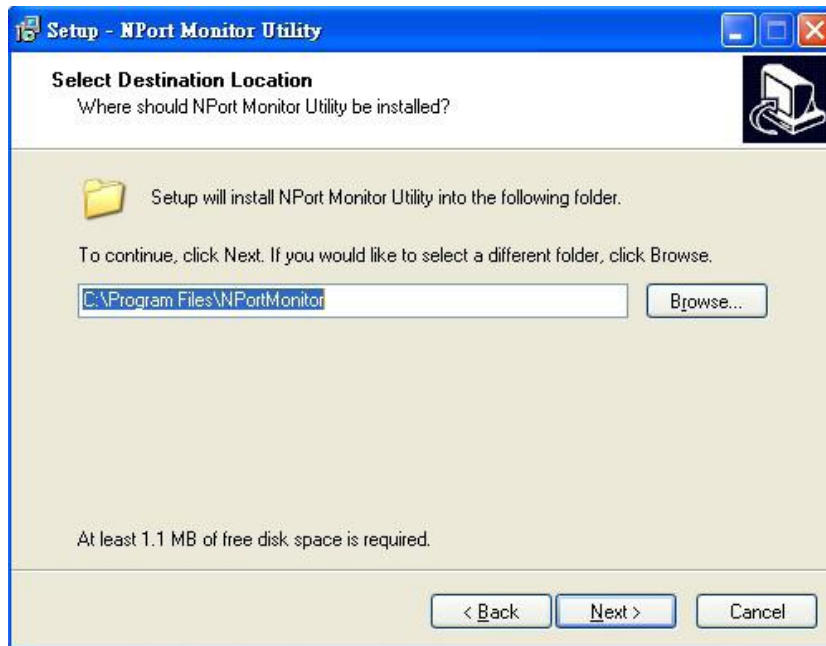 Setup - NPort Monitor Utility
Select Destination Location
Where should NPort Monitor Utility be installed?
Setup will install NPort Monitor Utility into the following folder.
To continue, click Next. If you would like to select a different folder, click Browse.
C:\Program Files\NPortMonitor
Browse...
At least 1.1 MB of free disk space is required.
< Back
Next >
Cancel